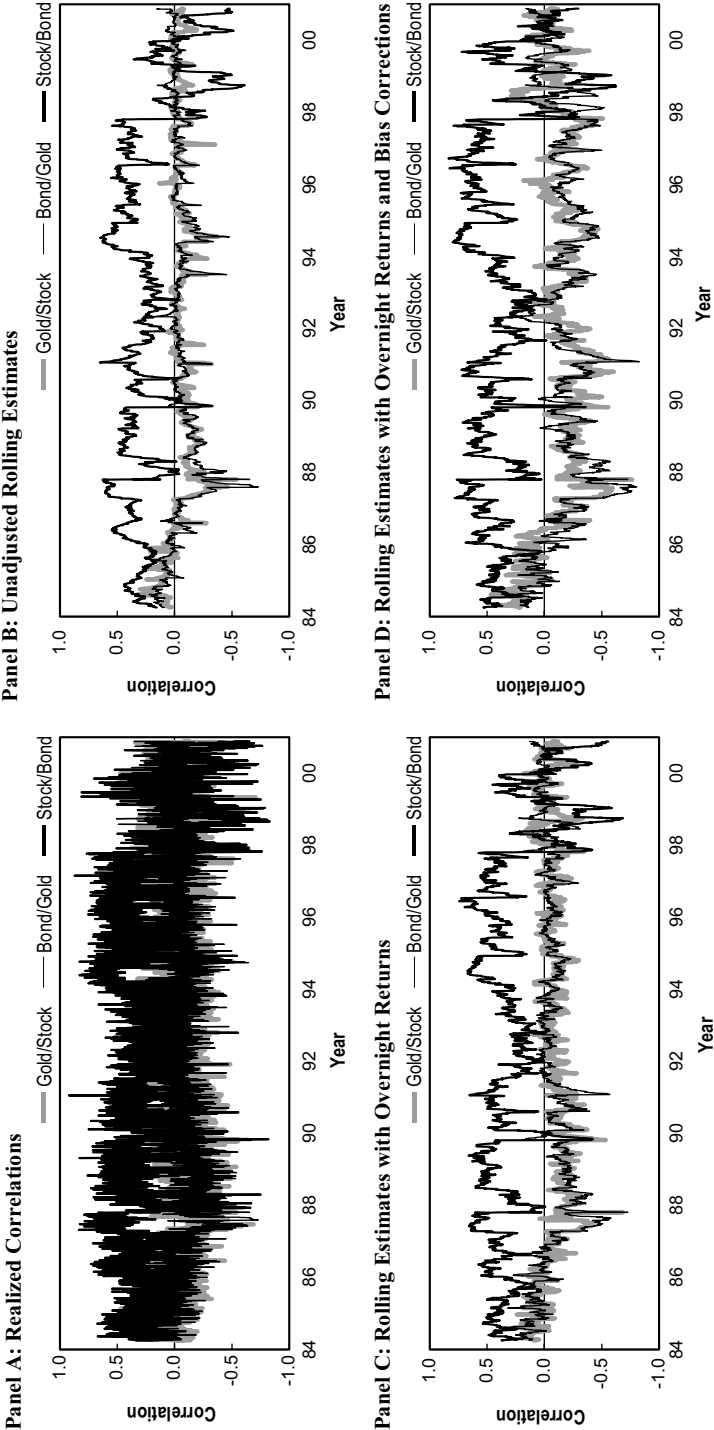 Panel A: Realized Correlations
Gold/Stock Bond/Gold Stock/Bond
1.0
0.5
0.0
-0.5
-1.0
Correlation
84 86 88 90 92 94 96 98 00
Year
Panel B: Unadjusted Rolling Estimates
Gold/Stock Bond/Gold Stock/Bond
1.0
0.5
0.0
-0.5
-1.0
Correlation
84 86 88 90 92 94 96 98 00
Year
Panel C: Rolling Estimates with Overnight Returns
Gold/Stock Bond/Gold Stock/Bond
1.0
0.5
0.0
-0.5
-1.0
Correlation
84 86 88 90 92 94 96 98 00
Year
Panel D: Rolling Estimates with Overnight Returns and Bias Corrections
Gold/Stock Bond/Gold Stock/Bond
1.0
0.5
0.0
-0.5
-1.0
Correlation
84 86 88 90 92 94 96 98 00
Year